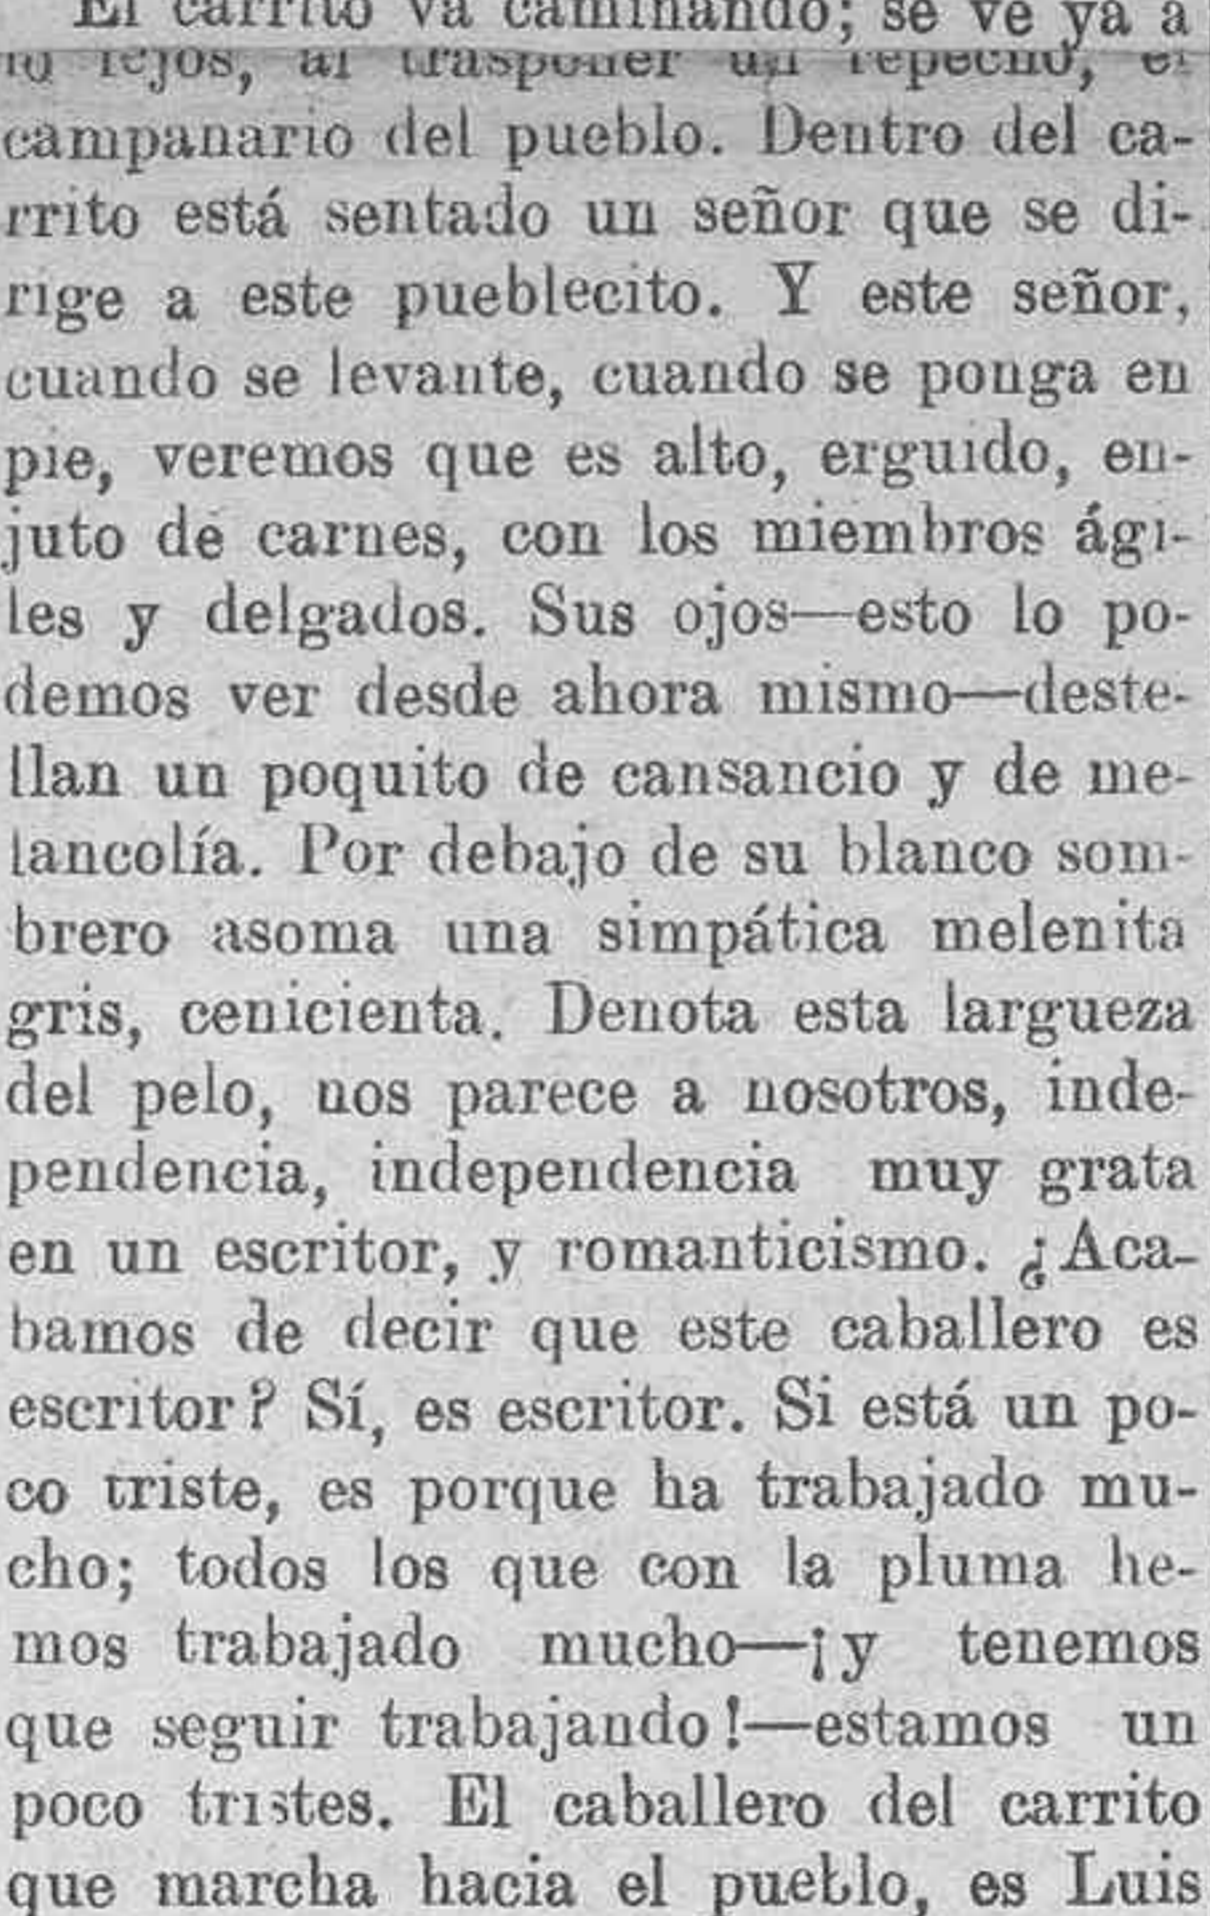 El carrito va caminando; se ve ya a
lo lejos, al trasponer un repecho, el
campanario del pueblo. Dentro del ca-
rrito está sentado un señor que se di-
rige a este pueblecito. Y este señor,
cuando se levante, cuando se ponga en
pie, veremos que es alto, erguido, en-
juto de carnes, con los miembros ági-
les y delgados. Sus ojos—esto lo po-
demos ver desde ahora mismo—deste-
llan un poquito de cansancio y de me-
lancolía. Por debajo de su blanco som-
brero asoma una simpática melenita
gris, cenicienta. Denota esta largueza
del pelo, nos parece a nosotros, inde-
pendencia, independencia muy grata
en un escritor, y romanticismo. ¿Aca-
bamos de decir que este caballero es
escritor? Sí, es escritor. Si está un po-
co triste, es porque ha trabajado mu-
cho; todos los que con la pluma he-
mos trabajado mucho—¡y tenemos
que seguir trabajando!—estamos un
poco tristes. El caballero del carrito
que marcha hacia el pueblo, es Luis